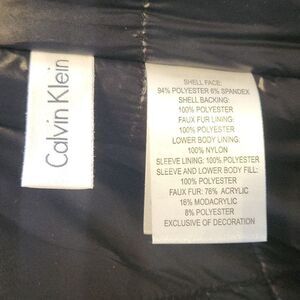 Calvin Klein
SHELL FACE:
94% POLYESTER 6% SPANDEX
SHELL BACKING:
100% POLYESTER
FAUX FUR LINING:
100% POLYESTER
LOWER BODY LINING:
100% NYLON
SLEEVE LINING: 100% POLYESTER
SLEEVE AND LOWER BODY FILL:
100% POLYESTER
FAUX FUR: 76% ACRYLIC
16% MODACRYLIC
8% POLYESTER
EXCLUSIVE OF DECORATION